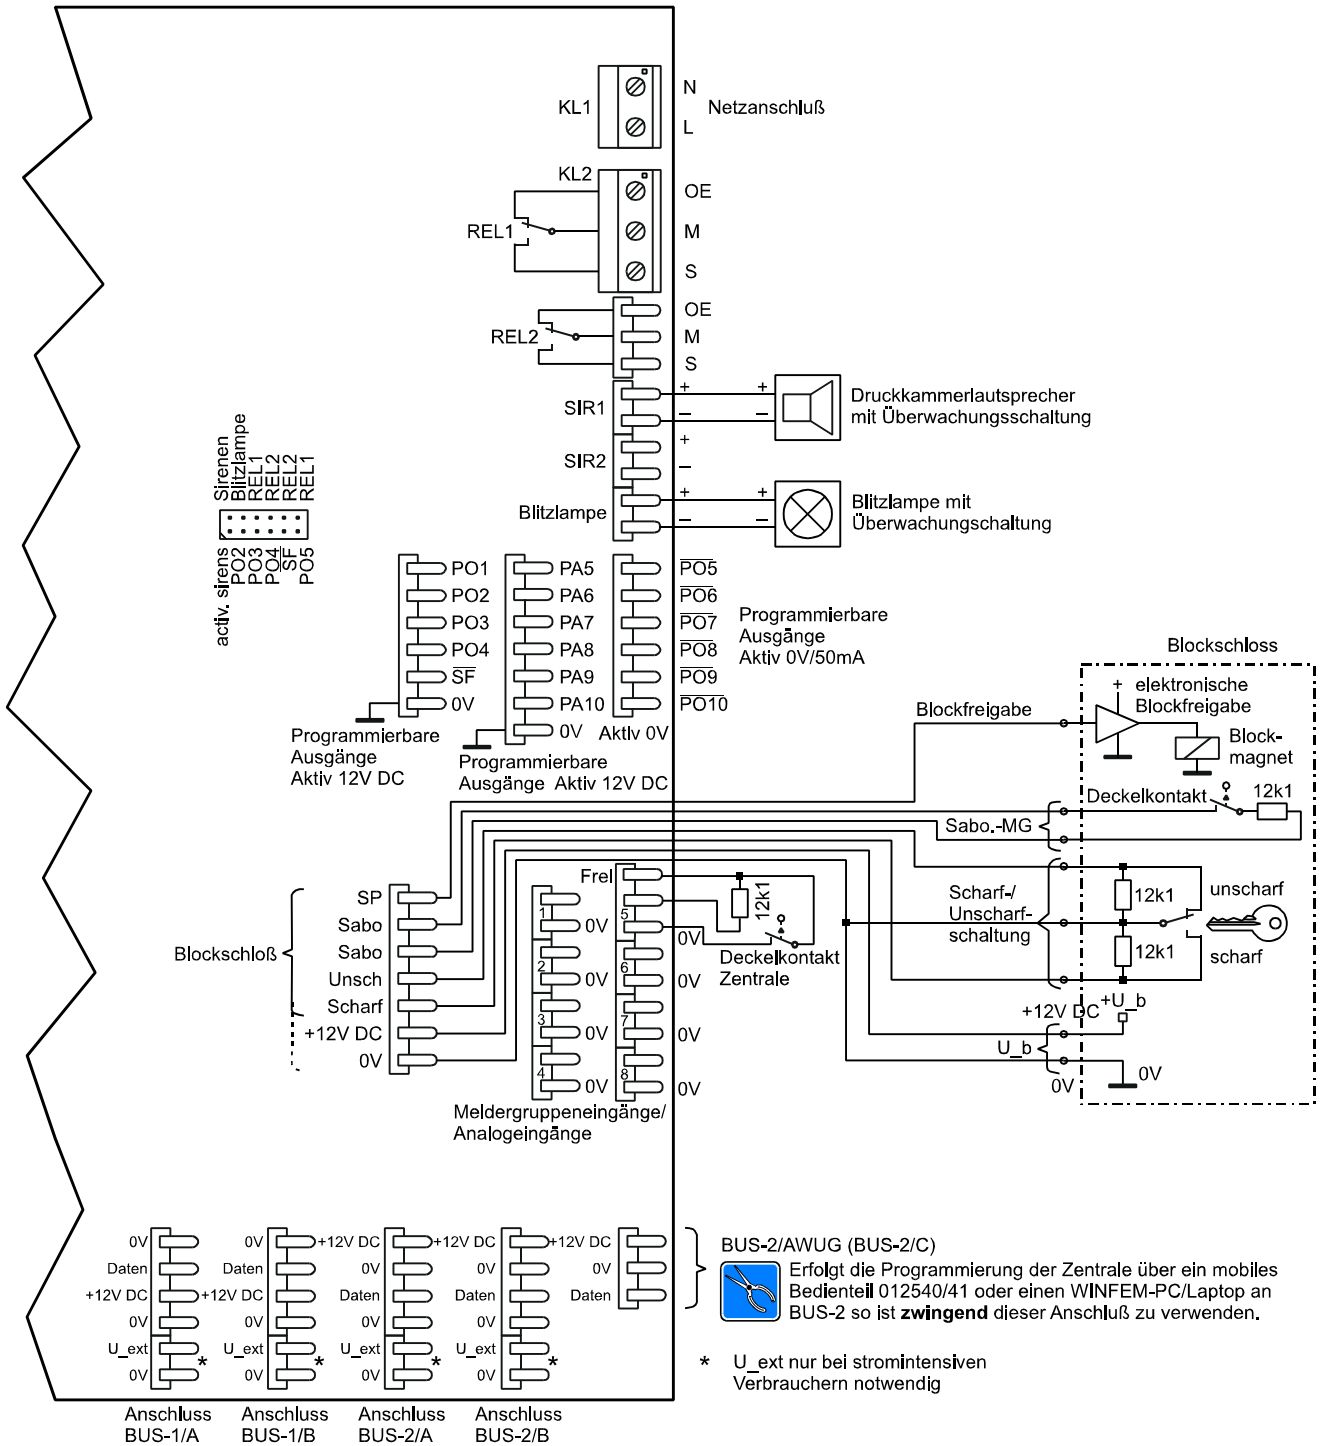 KL1
N
L
Netzanschluß
KL2
OE
M
S
REL1
OE
M
S
REL2
SIR1
+
–
+
–
Druckkammerlautsprecher
mit Überwachungsschaltung
SIR2
+
–
Blitzlampe
+
–
+
–
Blitzlampe mit
Überwachungschaltung
Sirenen
Blitzlampe
REL1
REL2
REL2
REL1
activ. sirens
PO2
PO3
PO4
SF
PO5
PO1
PO2
PO3
PO4
SF
0V
Programmierbare
Ausgänge
Aktiv 12V DC
PA5
PA6
PA7
PA8
PA9
PA10
0V
Programmierbare
Ausgänge Aktiv 12V DC
PO5
PO6
PO7
PO8
PO9
PO10
Aktiv 0V
Programmierbare
Ausgänge
Aktiv 0V/50mA
Blockschloss
Blockfreigabe
+
elektronische
Blockfreigabe
Block-
magnet
Deckelkontakt
12k1
Sabo.-MG
Scharf-/
Unscharf-
schaltung
12k1
12k1
unscharf
scharf
+12V DC
+U_b
U_b
0V
0V
Blockschloß
SP
Sabo
Sabo
Unsch
Scharf
+12V DC
0V
Frei
1
0V
2
0V
3
0V
4
0V
5
0V
6
0V
7
0V
8
0V
12k1
Deckelkontakt
Zentrale
Meldergruppeneingänge/
Analogeingänge
0V
Daten
+12V DC
0V
U_ext
0V
*
Anschluss
BUS-1/A
0V
Daten
+12V DC
0V
U_ext
0V
*
Anschluss
BUS-1/B
+12V DC
0V
Daten
0V
U_ext
0V
*
Anschluss
BUS-2/A
+12V DC
0V
Daten
0V
U_ext
0V
*
Anschluss
BUS-2/B
+12V DC
0V
Daten
BUS-2/AWUG (BUS-2/C)
Erfolgt die Programmierung der Zentrale über ein mobiles
Bedienteil 012540/41 oder einen WINFEM-PC/Laptop an
BUS-2 so ist zwingend dieser Anschluß zu verwenden.
* U_ext nur bei stromintensiven
Verbrauchern notwendig